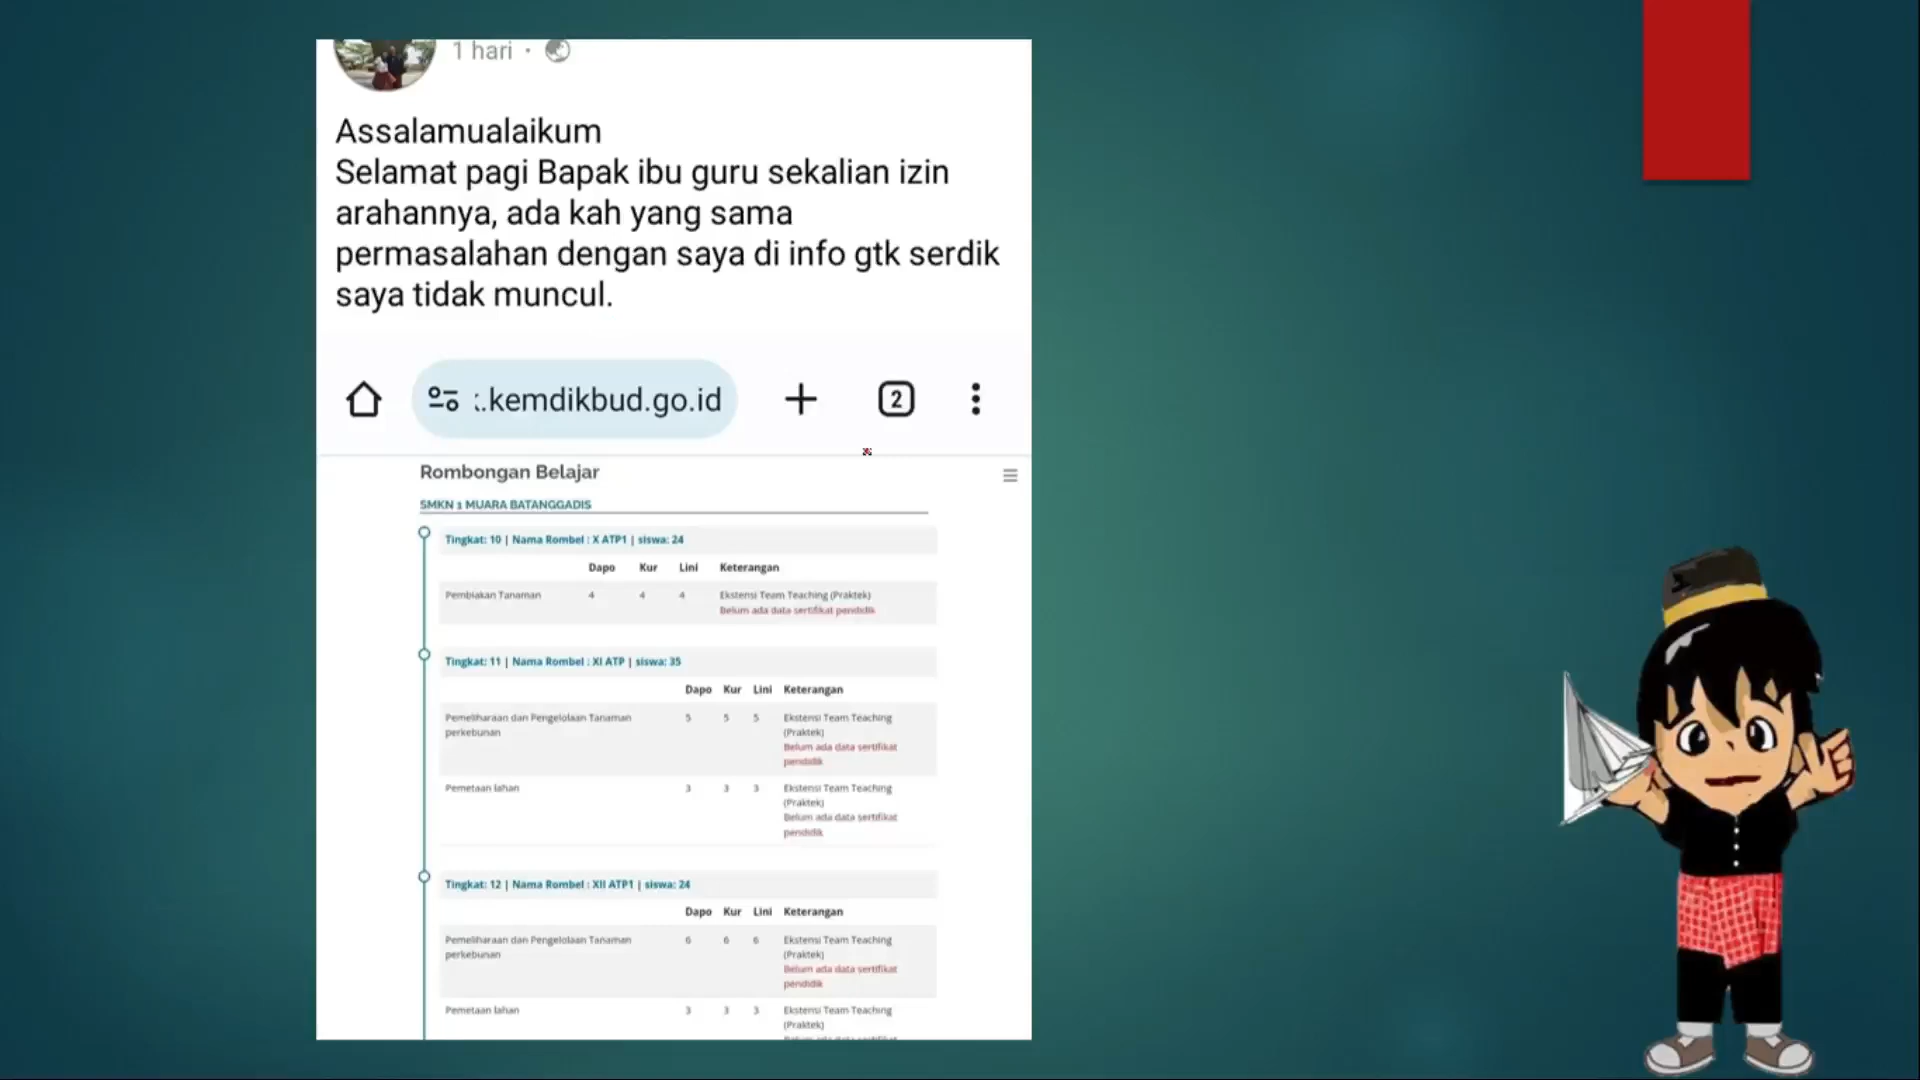 1 hari
Assalamualaikum
Selamat pagi Bapak ibu guru sekalian izin
arahannya, ada kah yang sama
permasalahan dengan saya di info gtk serdik
saya tidak muncul.
.kemdikbud.go.id
2
Rombongan Belajar
SMKN 1 MUARA BATANGGADIS
Tingkat: 10 | Nama Rombel : X ATP1 | siswa: 24
Dapo Kur Lini Keterangan
Pembiakan Tanaman 4 4 4 Ekstensi Team Teaching (Praktek)
Belum ada data sertifikat pendidik
Tingkat: 11 | Nama Rombel : XI ATP | siswa: 35
Dapo Kur Lini Keterangan
Pemeliharaan dan Pengelolaan Tanaman 5 5 5 Ekstensi Team Teaching
perkebunan (Praktek)
Belum ada data sertifikat
pendidik
Pemetaan lahan 3 3 3 Ekstensi Team Teaching
(Praktek)
Belum ada data sertifikat
pendidik
Tingkat: 12 | Nama Rombel : XII ATP1 | siswa: 24
Dapo Kur Lini Keterangan
Pemeliharaan dan Pengelolaan Tanaman 6 6 6 Ekstensi Team Teaching
perkebunan (Praktek)
Belum ada data sertifikat
pendidik
Pemetaan lahan 3 3 3 Ekstensi Team Teaching
(Praktek)